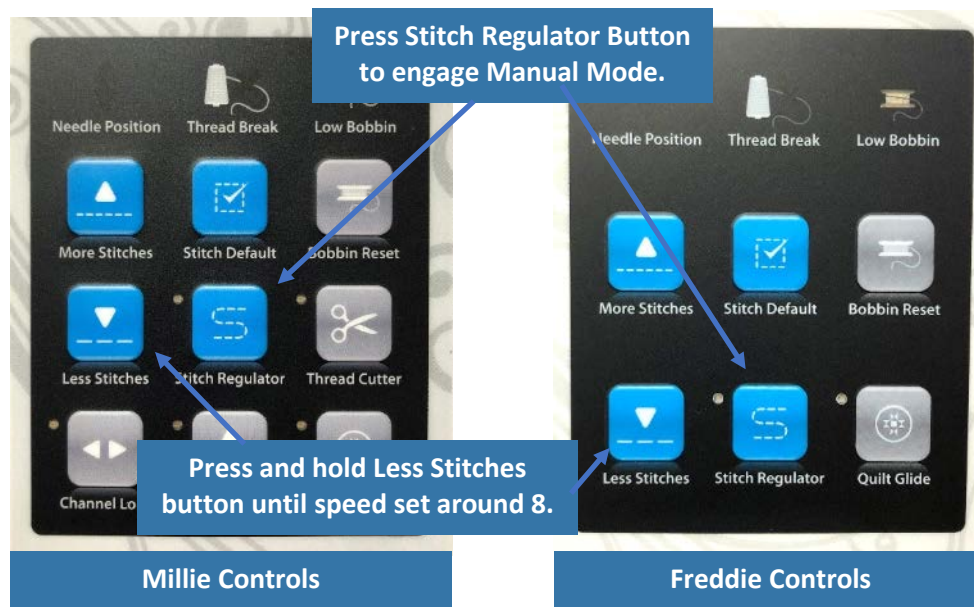 Press Stitch Regulator Button
to engage Manual Mode.
Needle Position Thread Break Low Bobbin
More Stitches Stitch Default Bobbin Reset
Less Stitches Stitch Regulator Thread Cutter
Channel Lo
Needle Position Thread Break Low Bobbin
More Stitches Stitch Default Bobbin Reset
Less Stitches Stitch Regulator Quilt Glide
Press and hold Less Stitches
button until speed set around 8.
Millie Controls
Freddie Controls